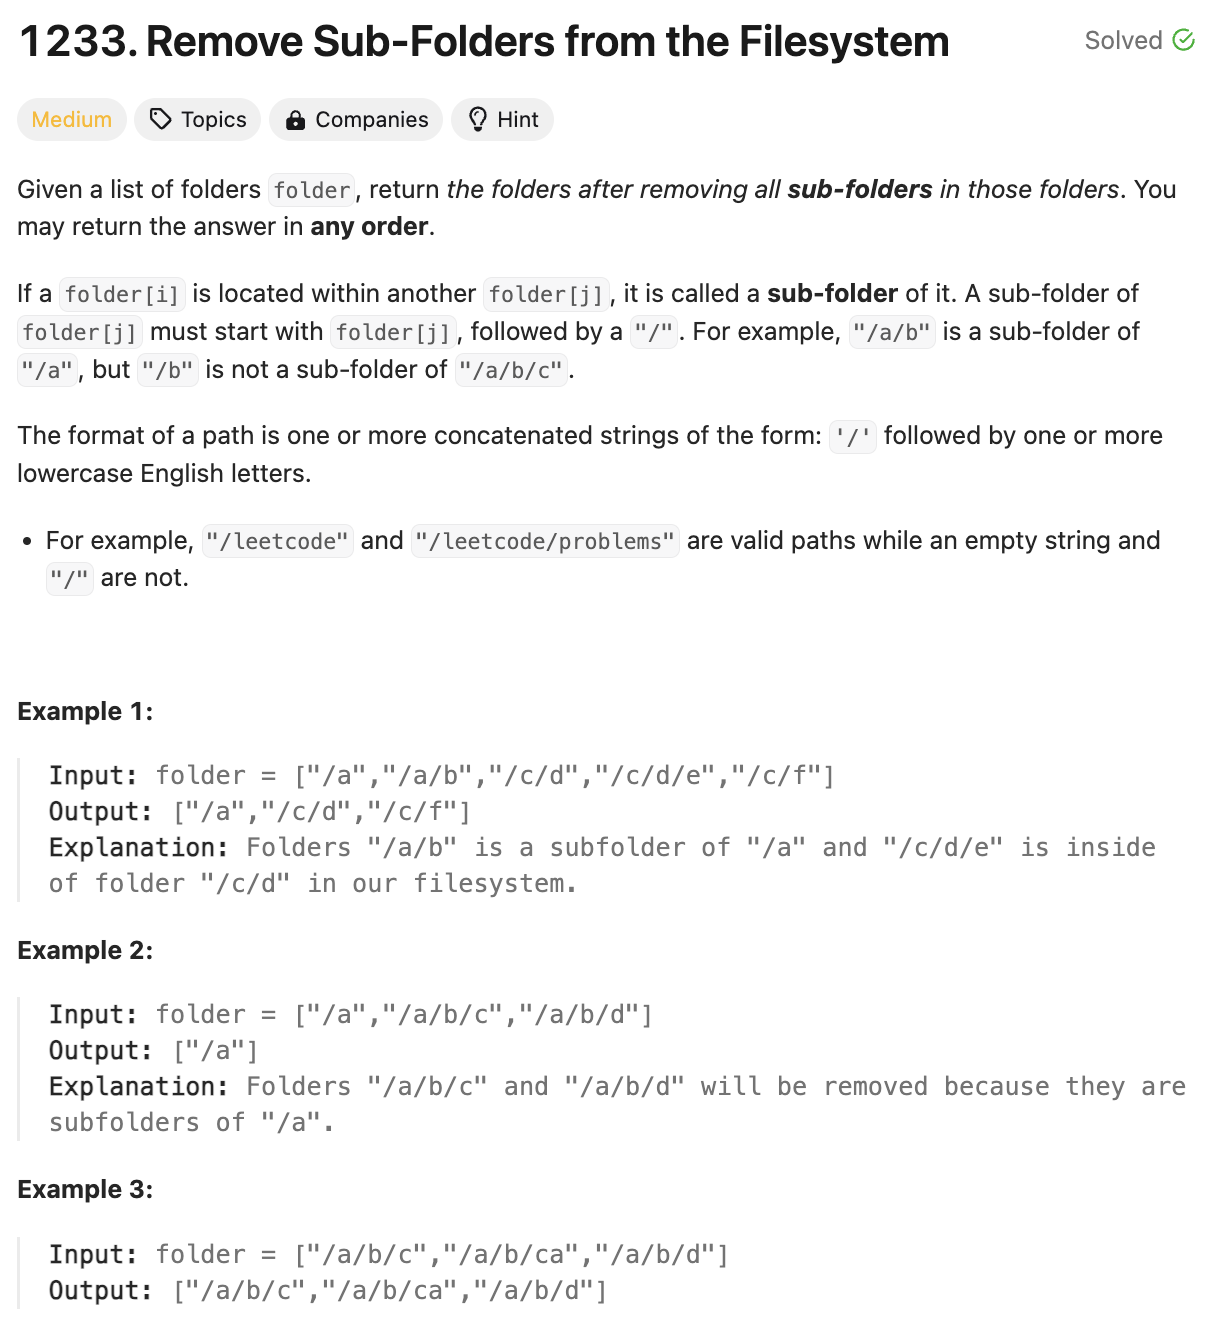 1233. Remove Sub-Folders from the Filesystem
Solved
Medium
Topics
Companies
Hint
Given a list of folders folder, return the folders after removing all sub-folders in those folders. You
may return the answer in any order.
If a folder[i] is located within another folder[j], it is called a sub-folder of it. A sub-folder of
folder[j] must start with folder[j], followed by a "/". For example, "/a/b" is a sub-folder of
"/a", but "/b" is not a sub-folder of "/a/b/c".
The format of a path is one or more concatenated strings of the form: '/' followed by one or more
lowercase English letters.
• For example, "/leetcode" and "/leetcode/problems" are valid paths while an empty string and
"/" are not.
Example 1:
Input: folder = ["/a","/a/b","/c/d","/c/d/e","/c/f"]
Output: ["/a","/c/d","/c/f"]
Explanation: Folders "/a/b" is a subfolder of "/a" and "/c/d/e" is inside
of folder "/c/d" in our filesystem.
Example 2:
Input: folder = ["/a","/a/b/c","/a/b/d"]
Output: ["/a"]
Explanation: Folders "/a/b/c" and "/a/b/d" will be removed because they are
subfolders of "/a".
Example 3:
Input: folder = ["/a/b/c","/a/b/ca","/a/b/d"]
Output: ["/a/b/c","/a/b/ca","/a/b/d"]